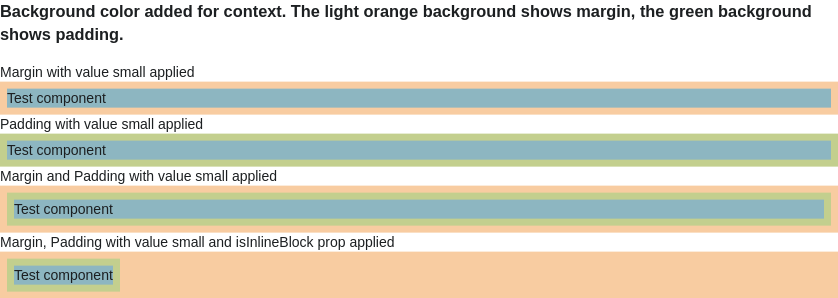 Background color added for context. The light orange background shows margin, the green background
shows padding.
Margin with value small applied
Test component
Padding with value small applied
Test component
Margin and Padding with value small applied
Test component
Margin, Padding with value small and isInlineBlock prop applied
Test component